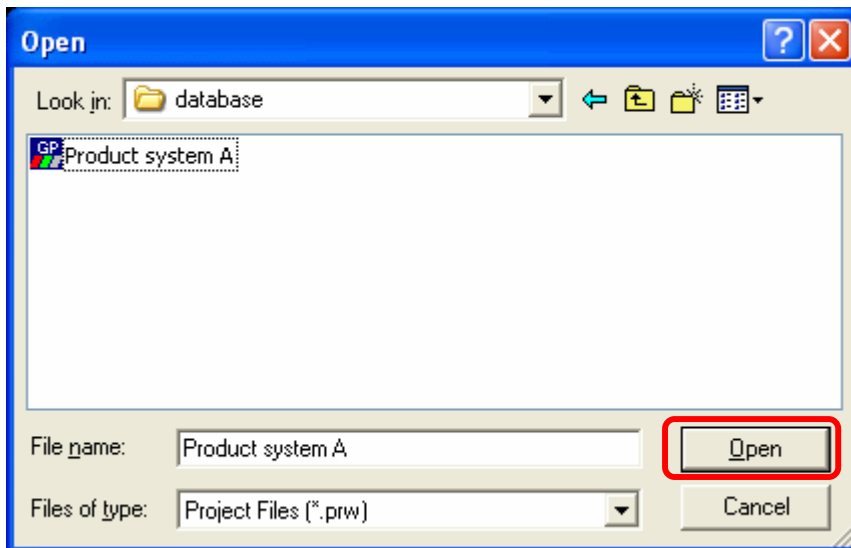 Open
Look in: database
GP Product system A
File name: Product system A Open
Files of type: Project Files (*.prw) Cancel